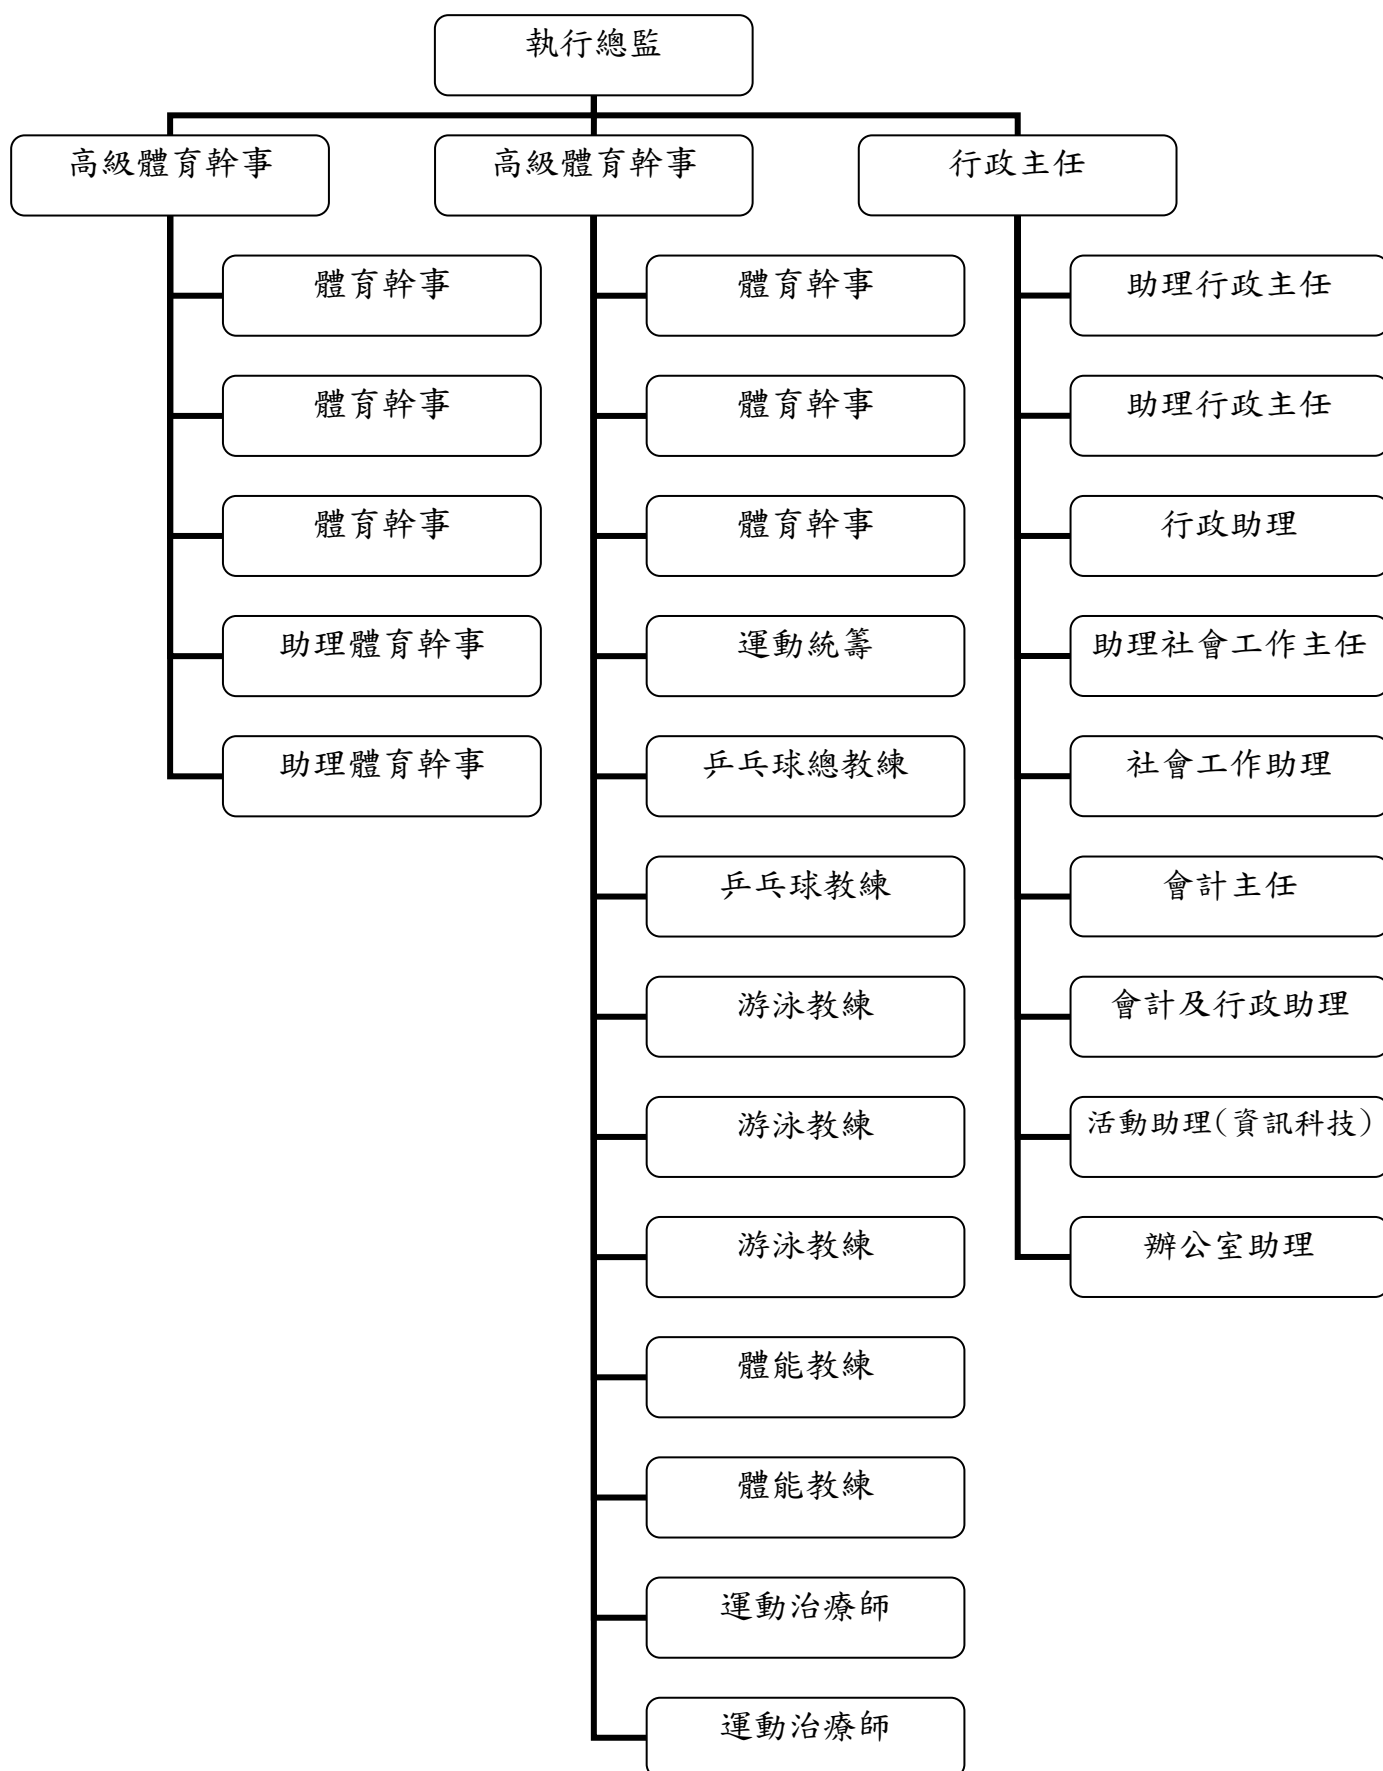 執行總監
高級體育幹事
高級體育幹事
行政主任
體育幹事
體育幹事
體育幹事
助理體育幹事
助理體育幹事
體育幹事
體育幹事
體育幹事
運動統籌
乒乓球總教練
乒乓球教練
游泳教練
游泳教練
游泳教練
體能教練
體能教練
運動治療師
運動治療師
助理行政主任
助理行政主任
行政助理
助理社會工作主任
社會工作助理
會計主任
會計及行政助理
活動助理(資訊科技)
辦公室助理